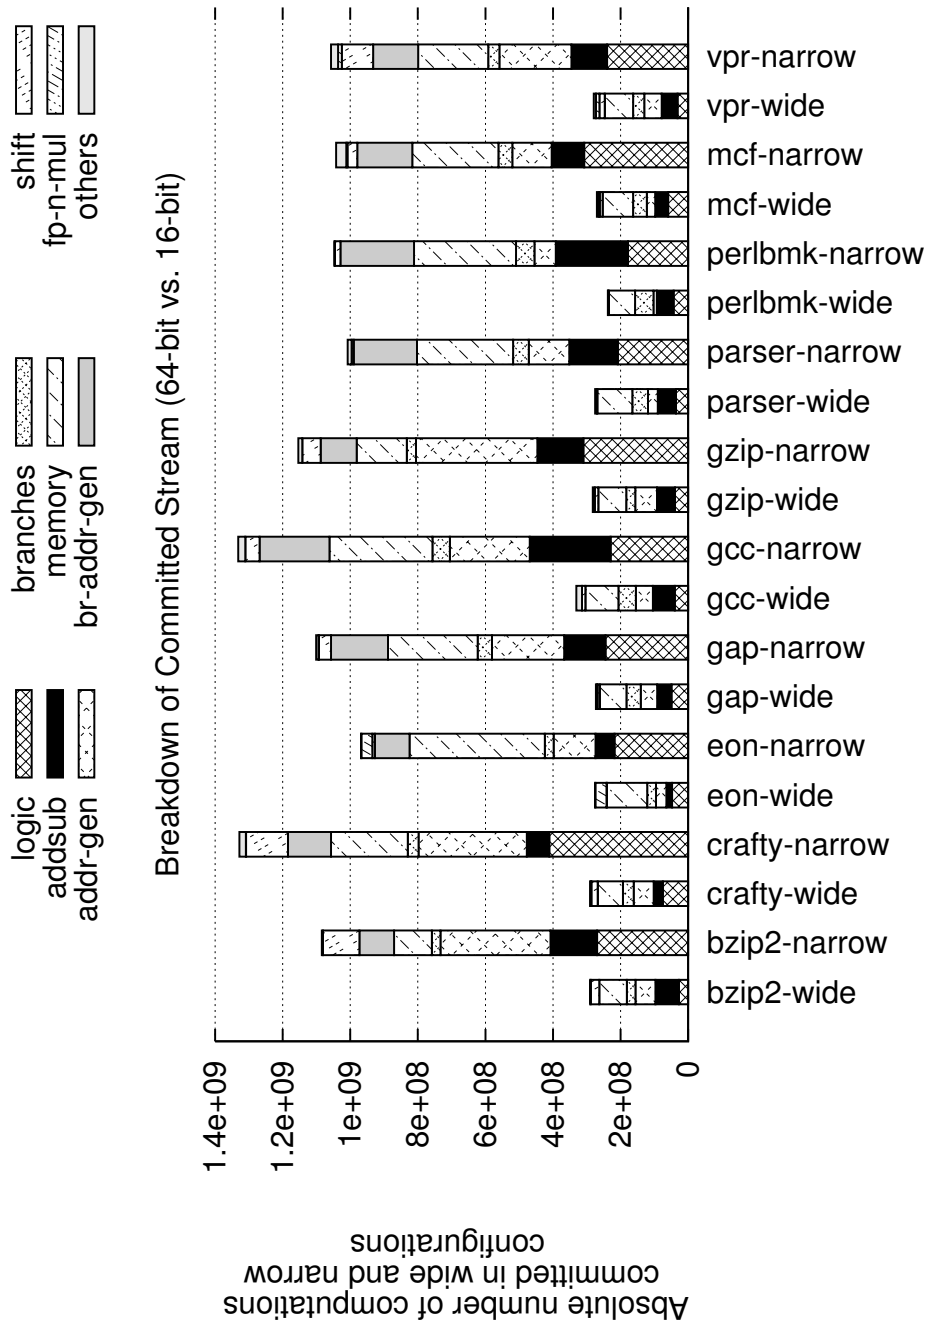 logic
addsub
addr-gen
branches
memory
br-addr-gen
shift
fp-n-mul
others
Breakdown of Committed Stream (64-bit vs. 16-bit)
Absolute number of computations
committed in wide and narrow
configurations
1.4e+09
1.2e+09
1e+09
8e+08
6e+08
4e+08
2e+08
0
bzip2-wide
bzip2-narrow
crafty-wide
crafty-narrow
eon-wide
eon-narrow
gap-wide
gap-narrow
gcc-wide
gcc-narrow
gzip-wide
gzip-narrow
parser-wide
parser-narrow
perlbmk-wide
perlbmk-narrow
mcf-wide
mcf-narrow
vpr-wide
vpr-narrow